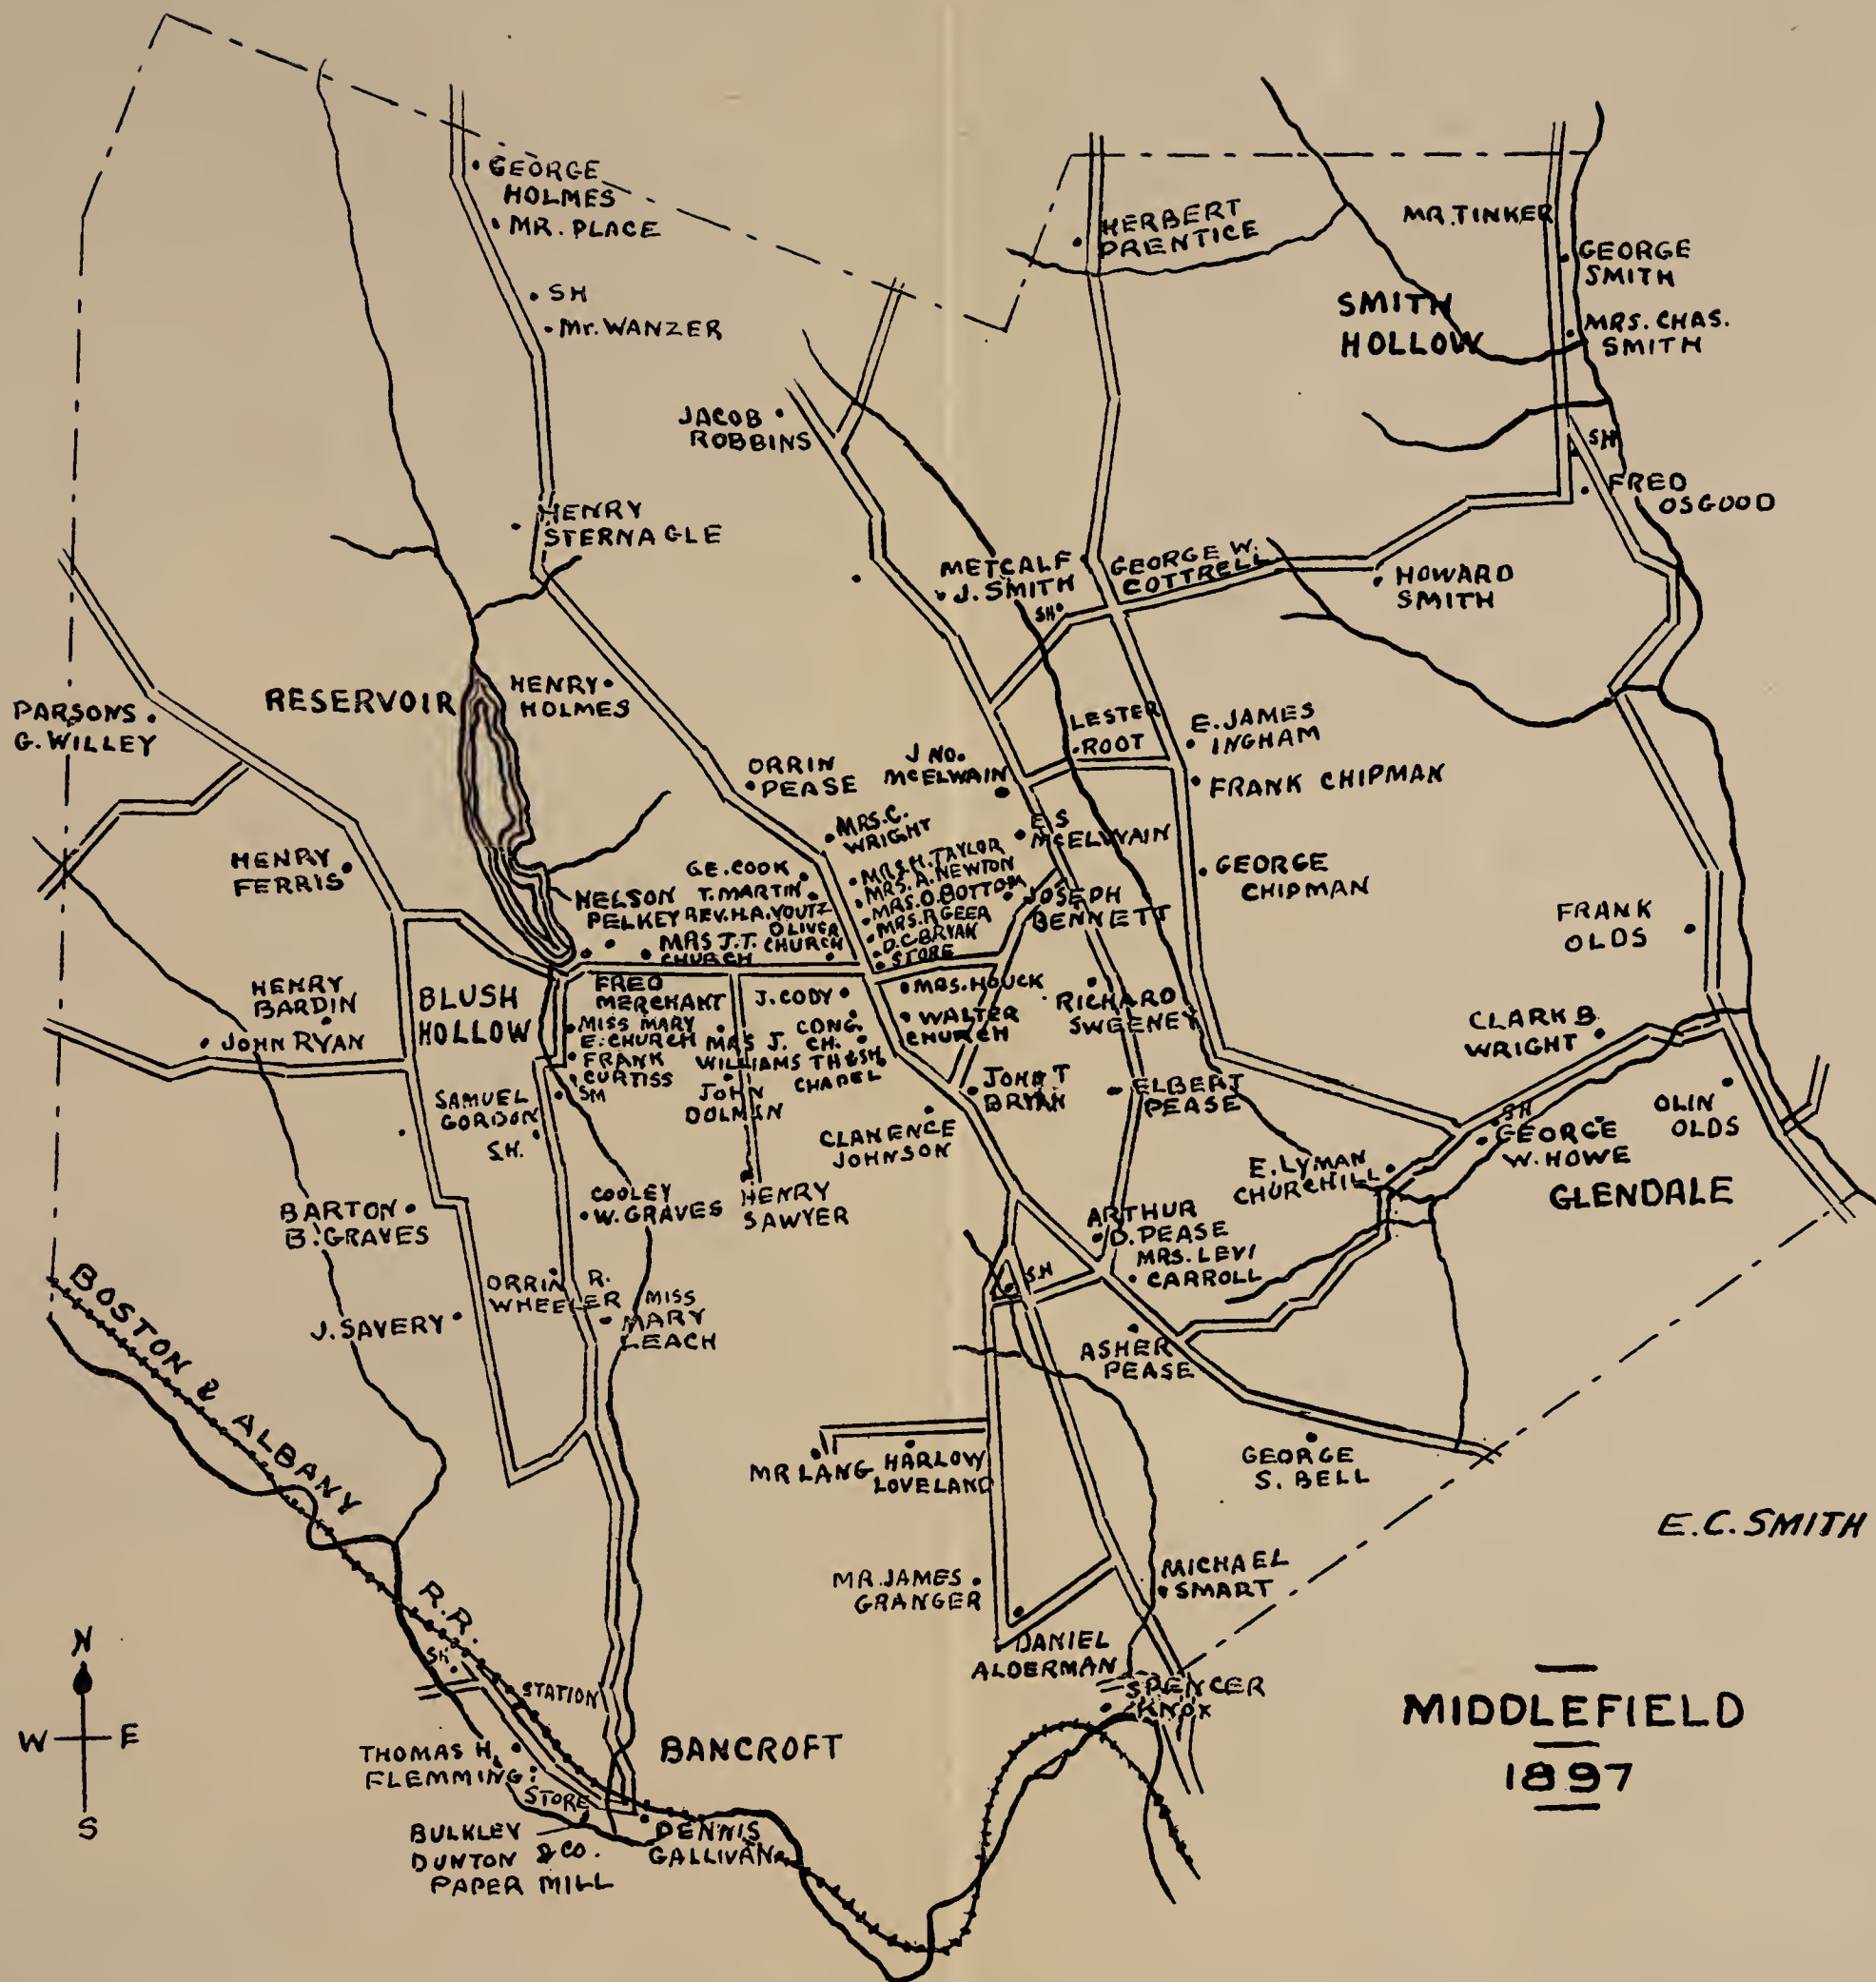 GEORGE
HOLMES
MR. PLACE
SH
Mr. WANZER
HERBERT
PRENTICE
MR. TINKER
GEORGE
SMITH
SMITH
HOLLOW
MRS. CHAS.
SMITH
JACOB
ROBBINS
SH
FRED
OSGOOD
HENRY
STERNAGLE
METCALF
J. SMITH
SH
GEORGE W.
COTTRELL
HOWARD
SMITH
PARSONS
G. WILLEY
RESERVOIR
HENRY
HOLMES
LESTER
ROOT
E. JAMES
INGHAM
ORRIN
PEASE
J NO.
McELWAIN
FRANK CHIPMAN
MRS. C.
WRIGHT
E S
McELWAIN
HENRY
FERRIS
GE. COOK
T. MARTIN
REV. H.A. VOUTZ
OLIVER
CHURCH
MRS. H. TAYLOR
MRS. A. NEWTON
MRS. O. BOTTOM
MRS. P. GEER
D.C. BRYAN
STORE
JOSEPH
BENNETT
GEORGE
CHIPMAN
NELSON
PELKEY
MRS J.T.
CHURCH
FRANK
OLDS
HENRY
BARDIN
JOHN RYAN
BLUSH
HOLLOW
FRED
MERCHANT
MISS MARY
E. CHURCH
FRANK
CURTISS
SM
J. CODY
MRS J.
WILLIAMS
CONG.
CH.
CHAPEL
MRS. HOUCK
WALTER
CHURCH
RICHARD
SWEENEY
CLARK B.
WRIGHT
SAMUEL
GORDON
S.H.
JOHN
DOLMAN
CLARENCE
JOHNSON
JOHN T
BRYAN
ELBERT
PEASE
SH
GEORGE
W. HOWE
OLIN
OLDS
E. LYMAN
CHURCHILL
GLENDALE
BARTON
B. GRAVES
COOLEY
W. GRAVES
HENRY
SAWYER
ARTHUR
D. PEASE
MRS. LEVI
CARROLL
SH
BOSTON & ALBANY
R.R.
ORRIN R.
WHEELER
MISS
MARY
LEACH
J. SAVERY
ASHER
PEASE
MR LANG
HARLOW
LOVELAND
GEORGE
S. BELL
E.C. SMITH
MR. JAMES
GRANGER
MICHAEL
SMART
DANIEL
ALDERMAN
SPENCER
KNOX
N
W E
S
SH.
STATION
THOMAS H.
FLEMMING
STORE
BANCROFT
BULKLEY
DUNTON & CO.
PAPER MILL
DENNIS
GALLIVAN
MIDDLEFIELD
1897